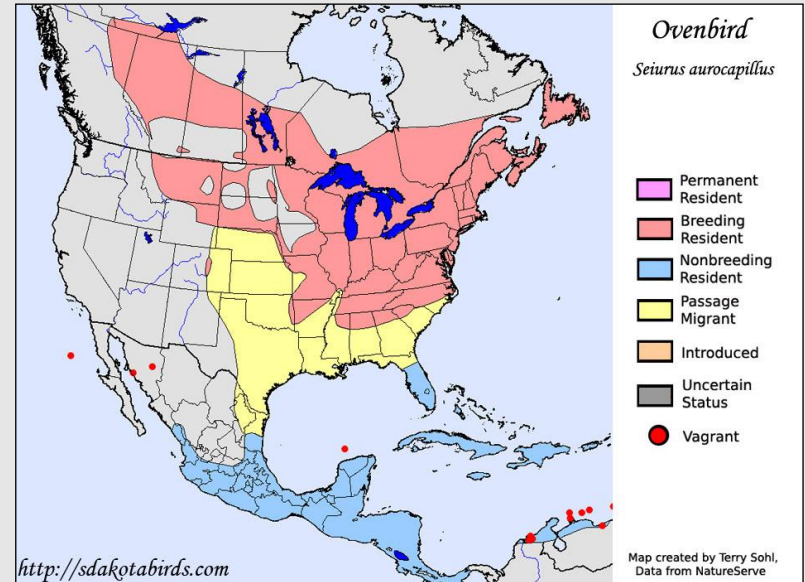 Ovenbird
Seiurus aurocapillus
Permanent
Resident
Breeding
Resident
Nonbreeding
Resident
Passage
Migrant
Introduced
Uncertain
Status
Vagrant
http://sdakotabirds.com
Map created by Terry Sohl,
Data from NatureServe